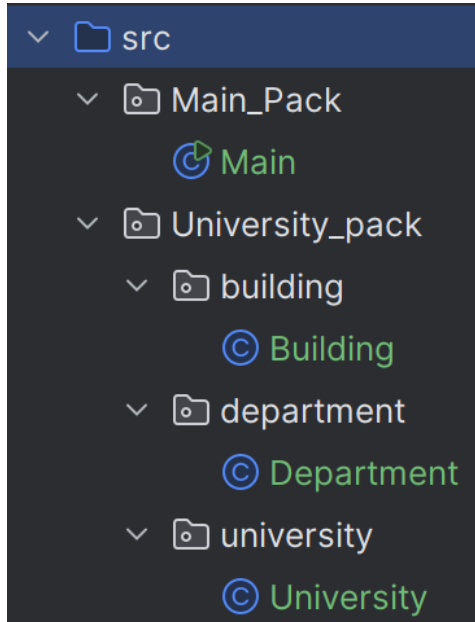 src
Main_Pack
Main
University_pack
building
Building
department
Department
university
University